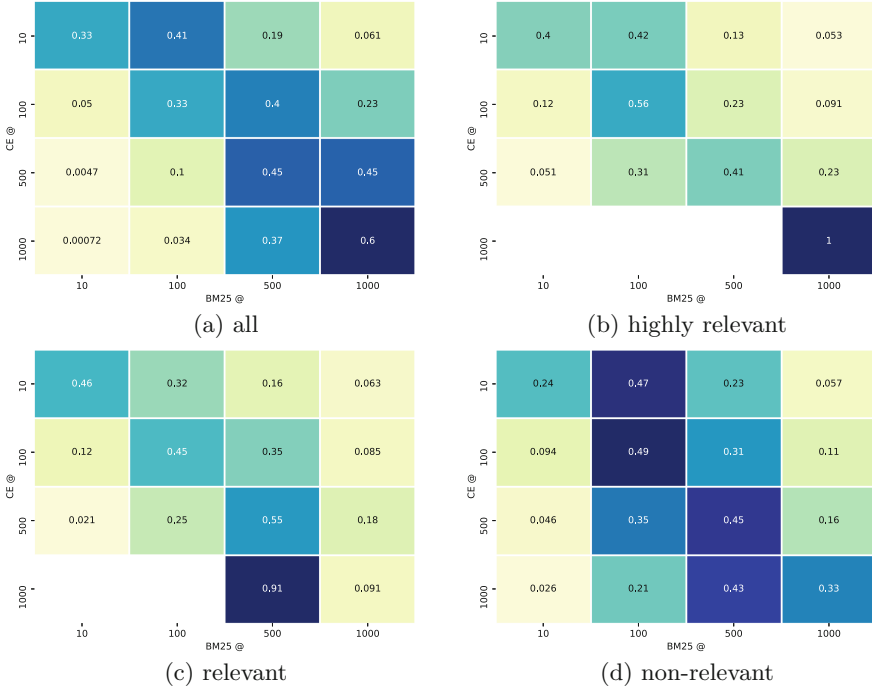 10 0.33 0.41 0.19 0.061
100 0.05 0.33 0.4 0.23
CE @
500 0.0047 0.1 0.45 0.45
1000 0.00072 0.034 0.37 0.6
10 100 500 1000
BM25 @
(a) all
10 0.4 0.42 0.13 0.053
100 0.12 0.56 0.23 0.091
CE @
500 0.051 0.31 0.41 0.23
1000 1
10 100 500 1000
BM25 @
(b) highly relevant
10 0.46 0.32 0.16 0.063
100 0.12 0.45 0.35 0.085
CE @
500 0.021 0.25 0.55 0.18
1000 0.91 0.091
10 100 500 1000
BM25 @
(c) relevant
10 0.24 0.47 0.23 0.057
100 0.094 0.49 0.31 0.11
CE @
500 0.046 0.35 0.45 0.16
1000 0.026 0.21 0.43 0.33
10 100 500 1000
BM25 @
(d) non-relevant